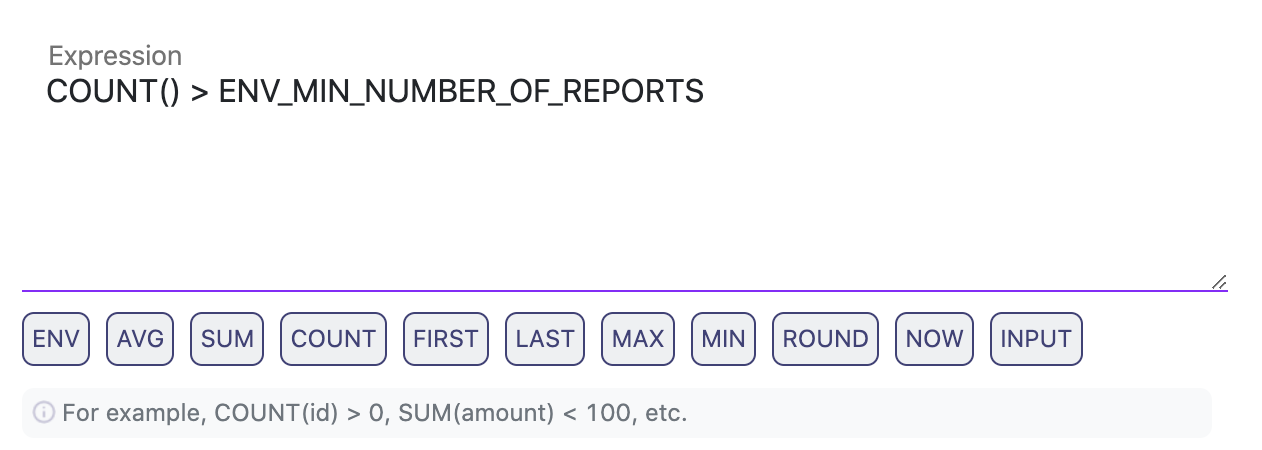 Expression
COUNT() > ENV_MIN_NUMBER_OF_REPORTS
ENV AVG SUM COUNT FIRST LAST MAX MIN ROUND NOW INPUT
For example, COUNT(id) > 0, SUM(amount) < 100, etc.